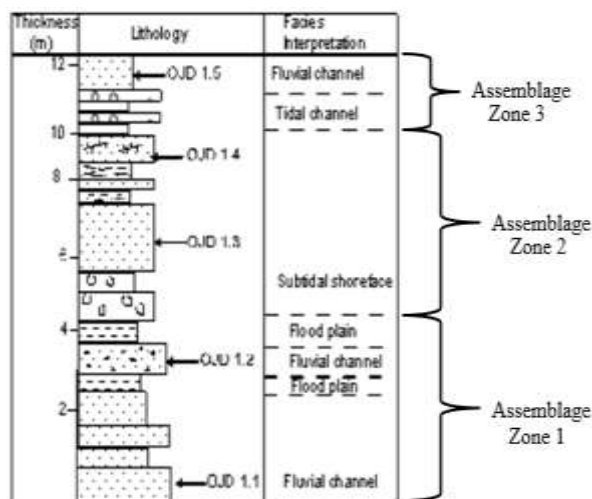 Thickness
(m)
Lithology
Facies
Interpretation
12
OJD 1.5
Fluvial channel
Assemblage
Zone 3
Tidal channel
10
OJD 1.4
8
Assemblage
Zone 2
OJD 1.3
Subtidal shoreface
4
Flood plain
OJD 1.2
Fluvial channel
Flood plain
2
Assemblage
Zone 1
OJD 1.1
Fluvial channel